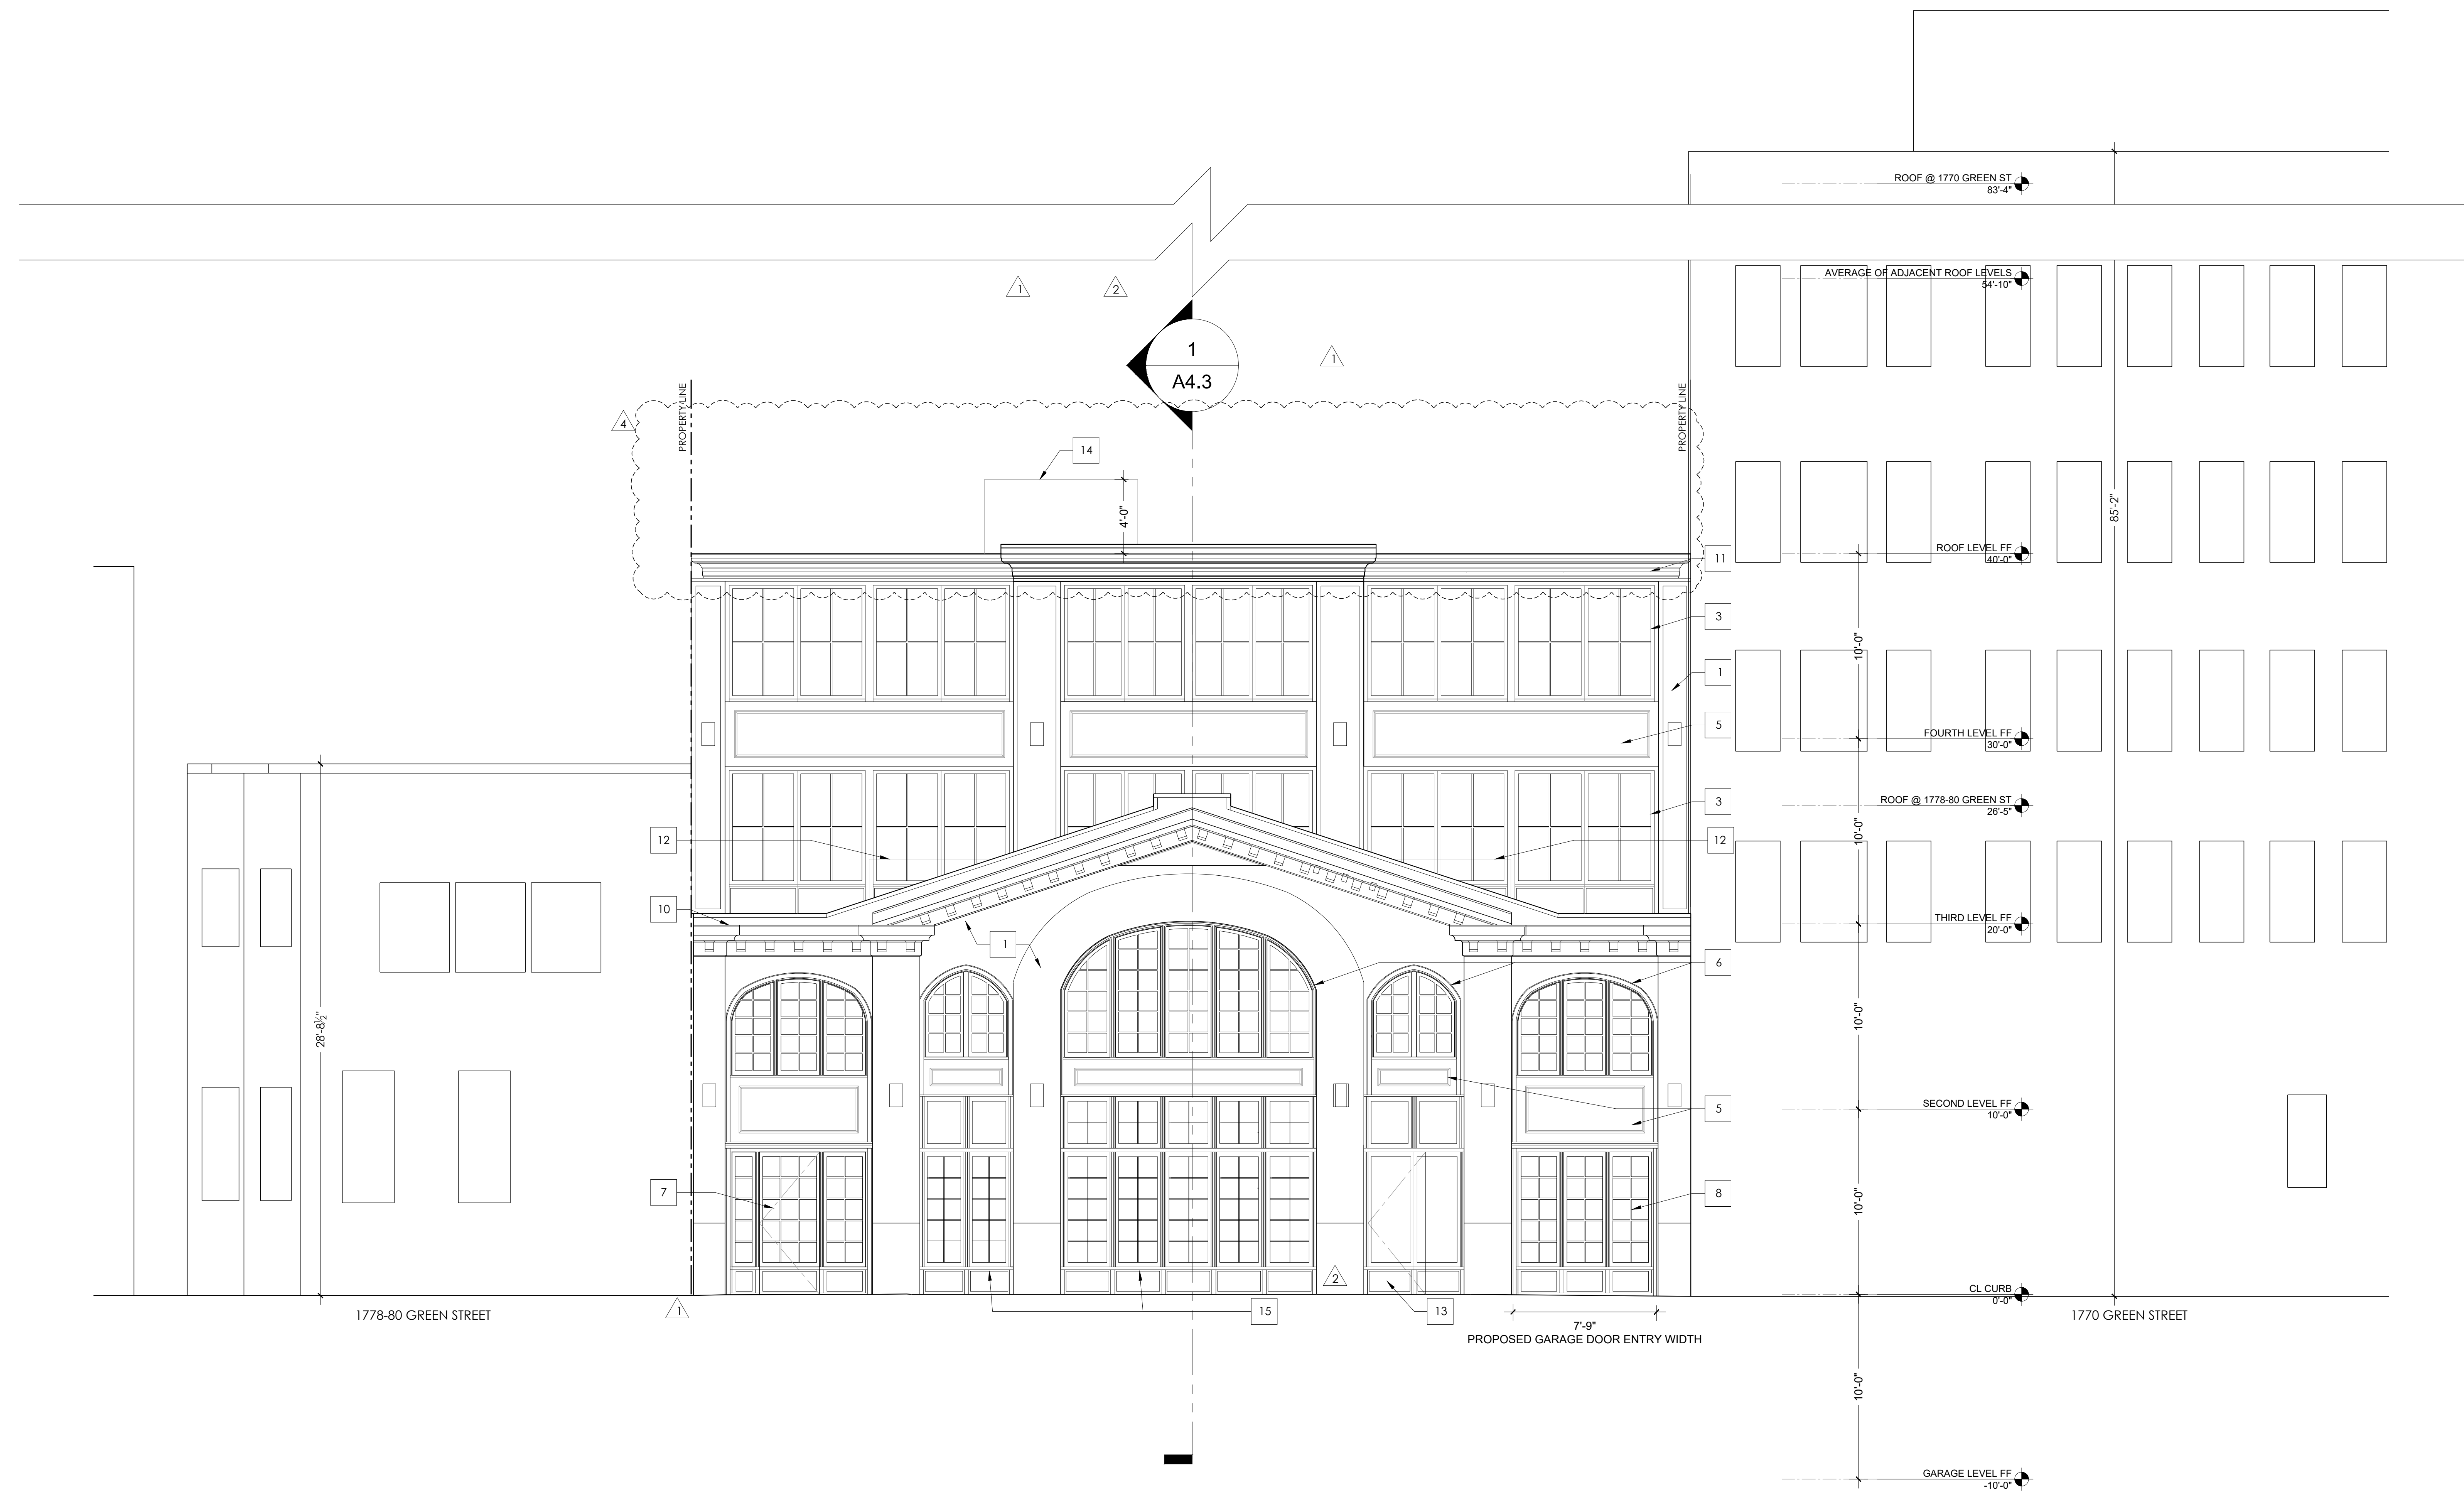 ROOF @ 1770 GREEN ST
83'-4"
AVERAGE OF ADJACENT ROOF LEVELS
54'-10"
1
2
1
1
A4.3
PROPERTY LINE
PROPERTY LINE
4
14
4'-0"
85'-2"
ROOF LEVEL FF
40'-0"
11
3
10'-0"
1
5
FOURTH LEVEL FF
30'-0"
3
ROOF @ 1778-80 GREEN ST
26'-5"
10'-0"
12
12
10
THIRD LEVEL FF
20'-0"
1
6
28'-8½"
10'-0"
5
SECOND LEVEL FF
10'-0"
7
8
10'-0"
2
CL CURB
0'-0"
1778-80 GREEN STREET
1
15
13
7'-9"
PROPOSED GARAGE DOOR ENTRY WIDTH
1770 GREEN STREET
10'-0"
GARAGE LEVEL FF
-10'-0"